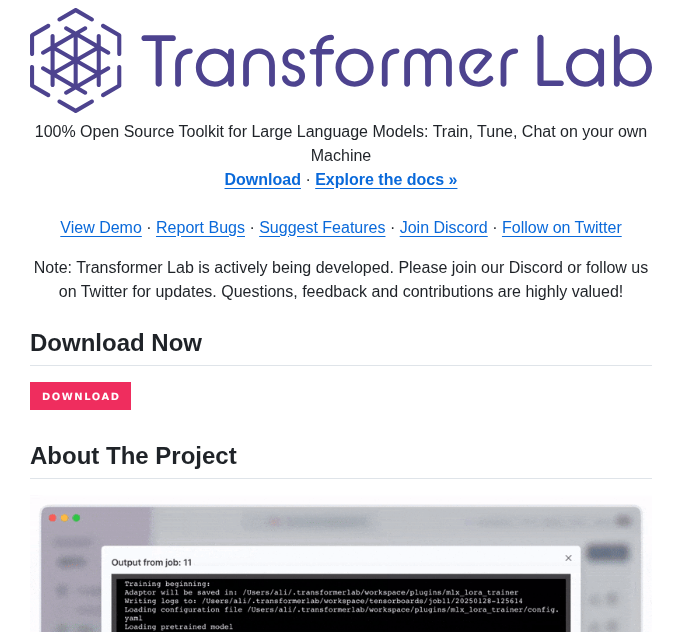 Transformer Lab
100% Open Source Toolkit for Large Language Models: Train, Tune, Chat on your own
Machine
Download · Explore the docs »
View Demo · Report Bugs · Suggest Features · Join Discord · Follow on Twitter
Note: Transformer Lab is actively being developed. Please join our Discord or follow us
on Twitter for updates. Questions, feedback and contributions are highly valued!
Download Now
DOWNLOAD
About The Project
Output from job: 11
Training beginning:
Adaptor will be saved in: /Users/ali/.transformerlab/workspace/plugins/mlx_lora_trainer
Writing logs to: /Users/ali/.transformerlab/workspace/tensorboards/job11/20250128-125614
Loading configuration file /Users/ali/.transformerlab/workspace/plugins/mlx_lora_trainer/config.
yaml
Loading pretrained model